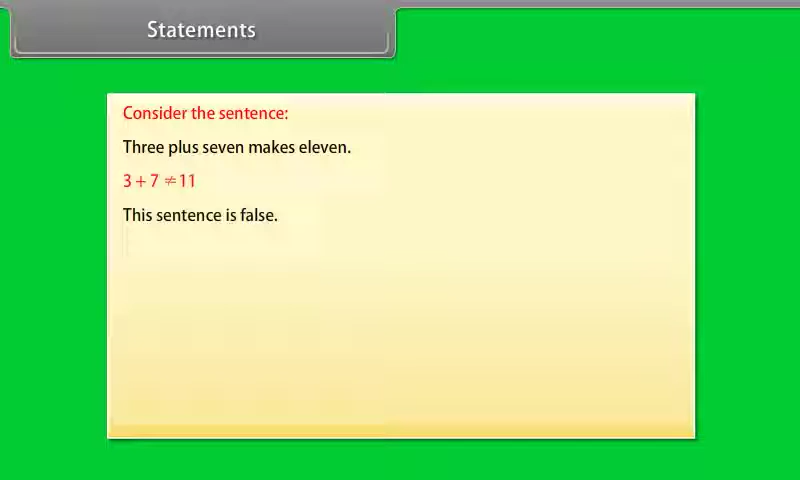 Statements
Consider the sentence:
Three plus seven makes eleven.
3 + 7 ≠ 11
This sentence is false.